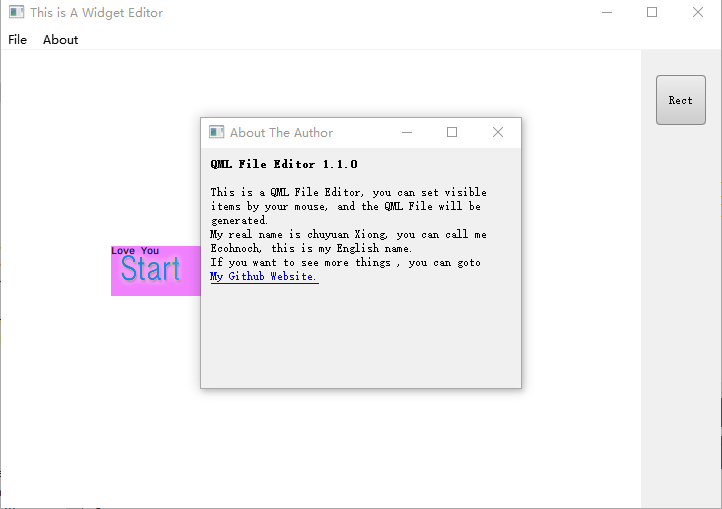 This is A Widget Editor
File About
Rect
About The Author
QML File Editor 1.1.0
This is a QML File Editor, you can set visible
items by your mouse, and the QML File will be
generated.
My real name is chuyuan Xiong, you can call me
Ecohnoch, this is my English name.
If you want to see more things , you can goto
My Github Website.
Love You
Start